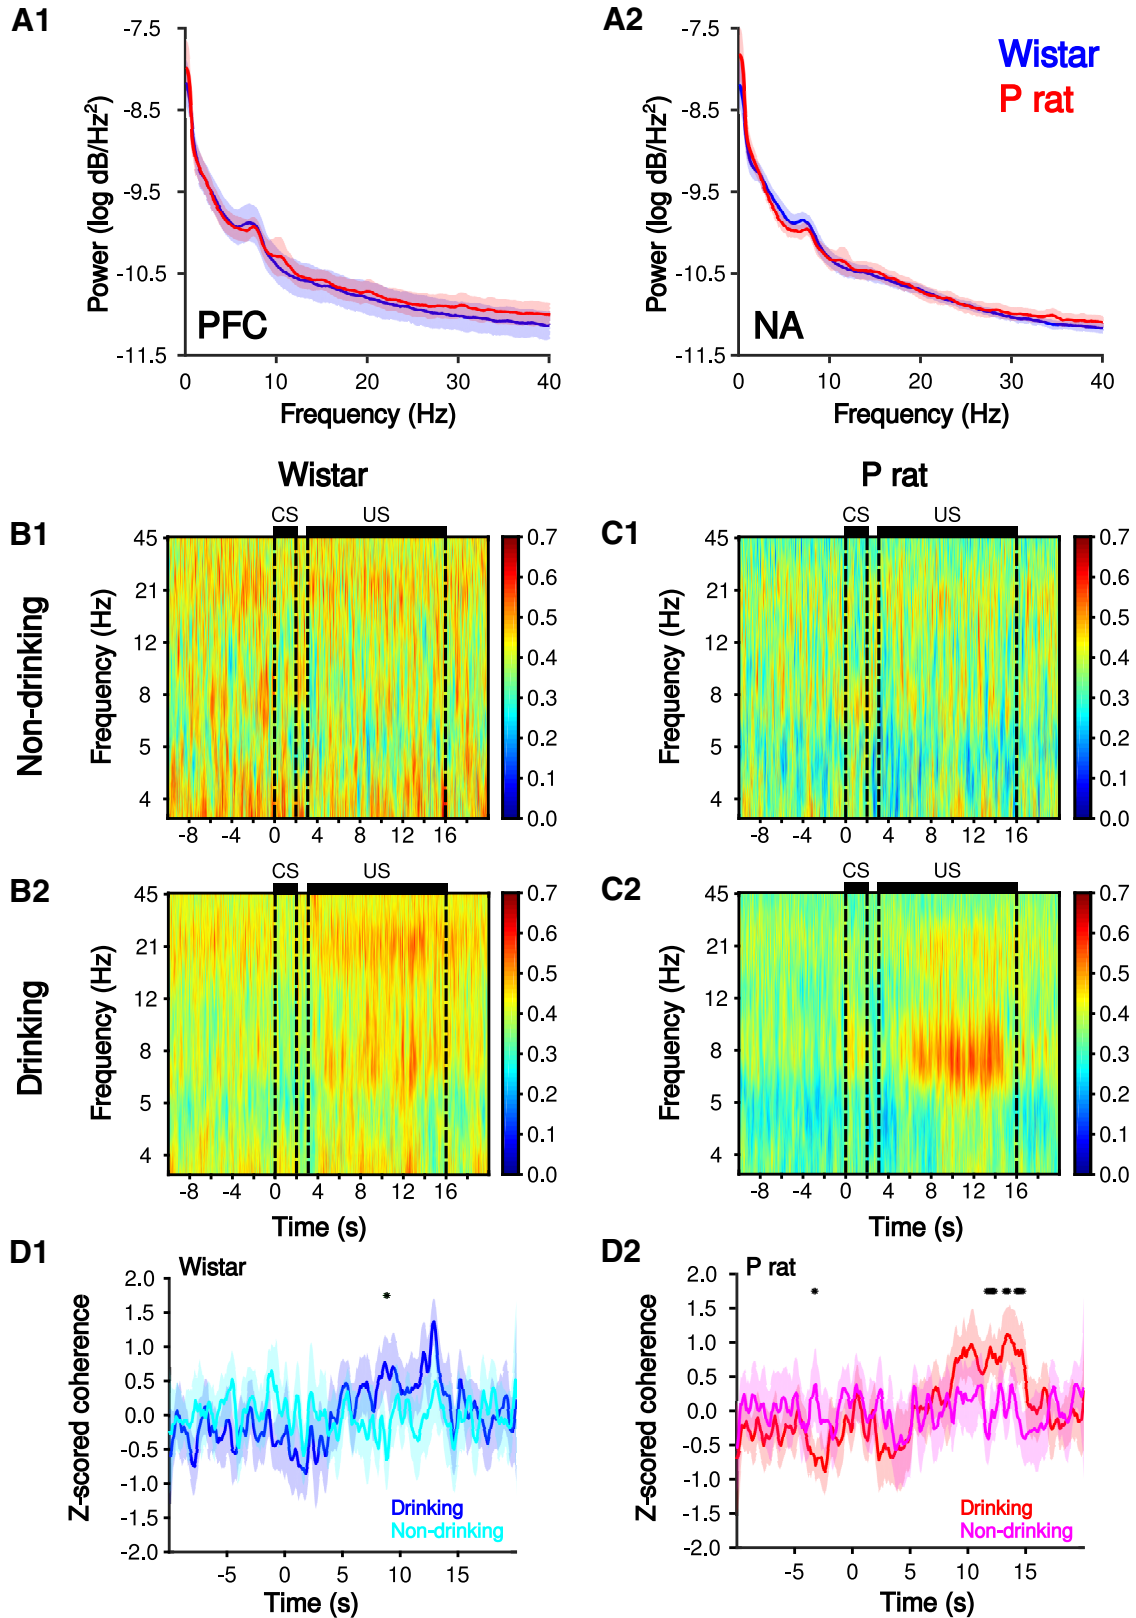 A1
A2
-7.5
-8.5
-9.5
-10.5
-11.5
Power (log dB/Hz²)
PFC
0 10 20 30 40
Frequency (Hz)
-7.5
-8.5
-9.5
-10.5
-11.5
Power (log dB/Hz²)
Wistar
P rat
NA
0 10 20 30 40
Frequency (Hz)
Wistar
P rat
B1
Non-drinking
CS US
45
21
12
8
5
4
Frequency (Hz)
-8 -4 0 4 8 12 16
0.7
0.6
0.5
0.4
0.3
0.2
0.1
0.0
C1
CS US
45
21
12
8
5
4
Frequency (Hz)
-8 -4 0 4 8 12 16
0.7
0.6
0.5
0.4
0.3
0.2
0.1
0.0
B2
Drinking
CS US
45
21
12
8
5
4
Frequency (Hz)
-8 -4 0 4 8 12 16
Time (s)
0.7
0.6
0.5
0.4
0.3
0.2
0.1
0.0
C2
CS US
45
21
12
8
5
4
Frequency (Hz)
-8 -4 0 4 8 12 16
Time (s)
0.7
0.6
0.5
0.4
0.3
0.2
0.1
0.0
D1
Wistar
2.0
1.5
1.0
0.5
0.0
-0.5
-1.0
-1.5
-2.0
Z-scored coherence
*
Drinking
Non-drinking
-5 0 5 10 15
Time (s)
D2
P rat
2.0
1.5
1.0
0.5
0.0
-0.5
-1.0
-1.5
-2.0
Z-scored coherence
Drinking
Non-drinking
-5 0 5 10 15
Time (s)